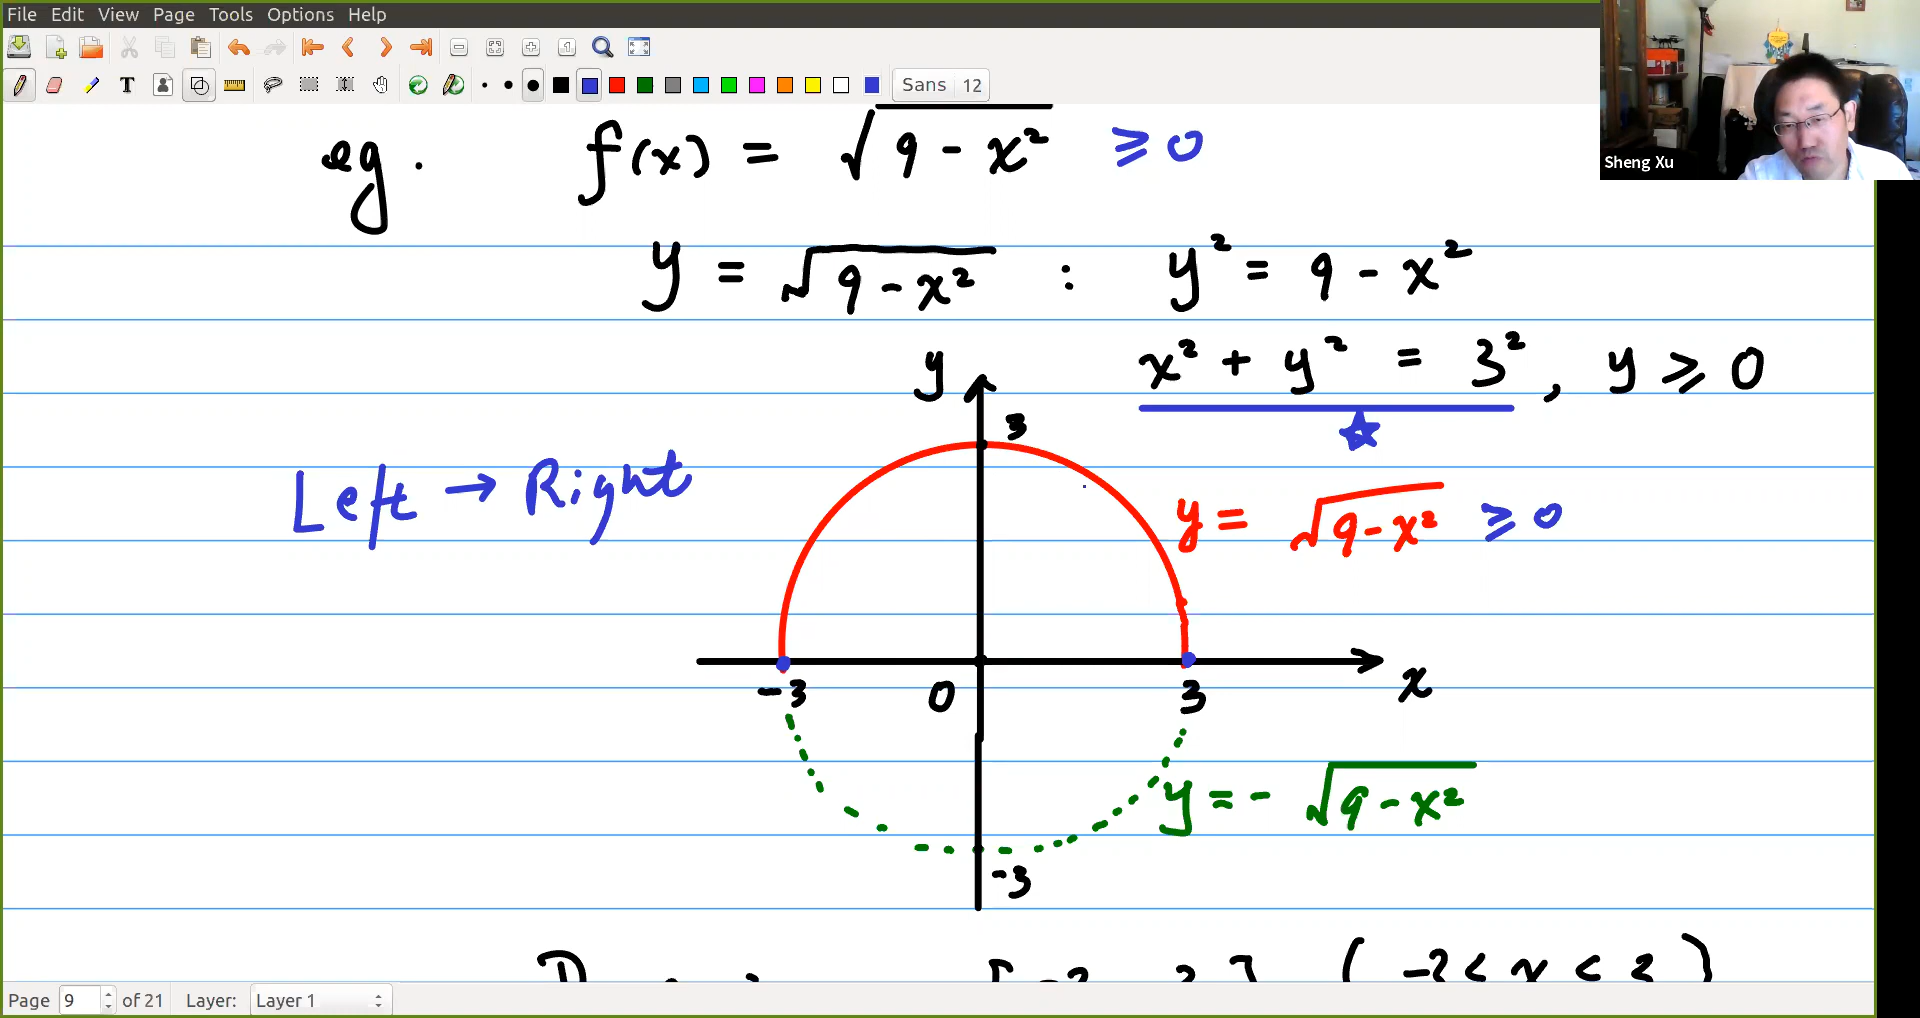 File Edit View Page Tools Options Help
Sans 12
Sheng Xu
eg. f(x) = √(9 - x²) ≥ 0
y = √(9 - x²) : y² = 9 - x²
x² + y² = 3², y ≥ 0
y
3
Left → Right
y = √(9 - x²) ≥ 0
-3 0 3 x
y = - √(9 - x²)
-3
Page 9 of 21 Layer: Layer 1